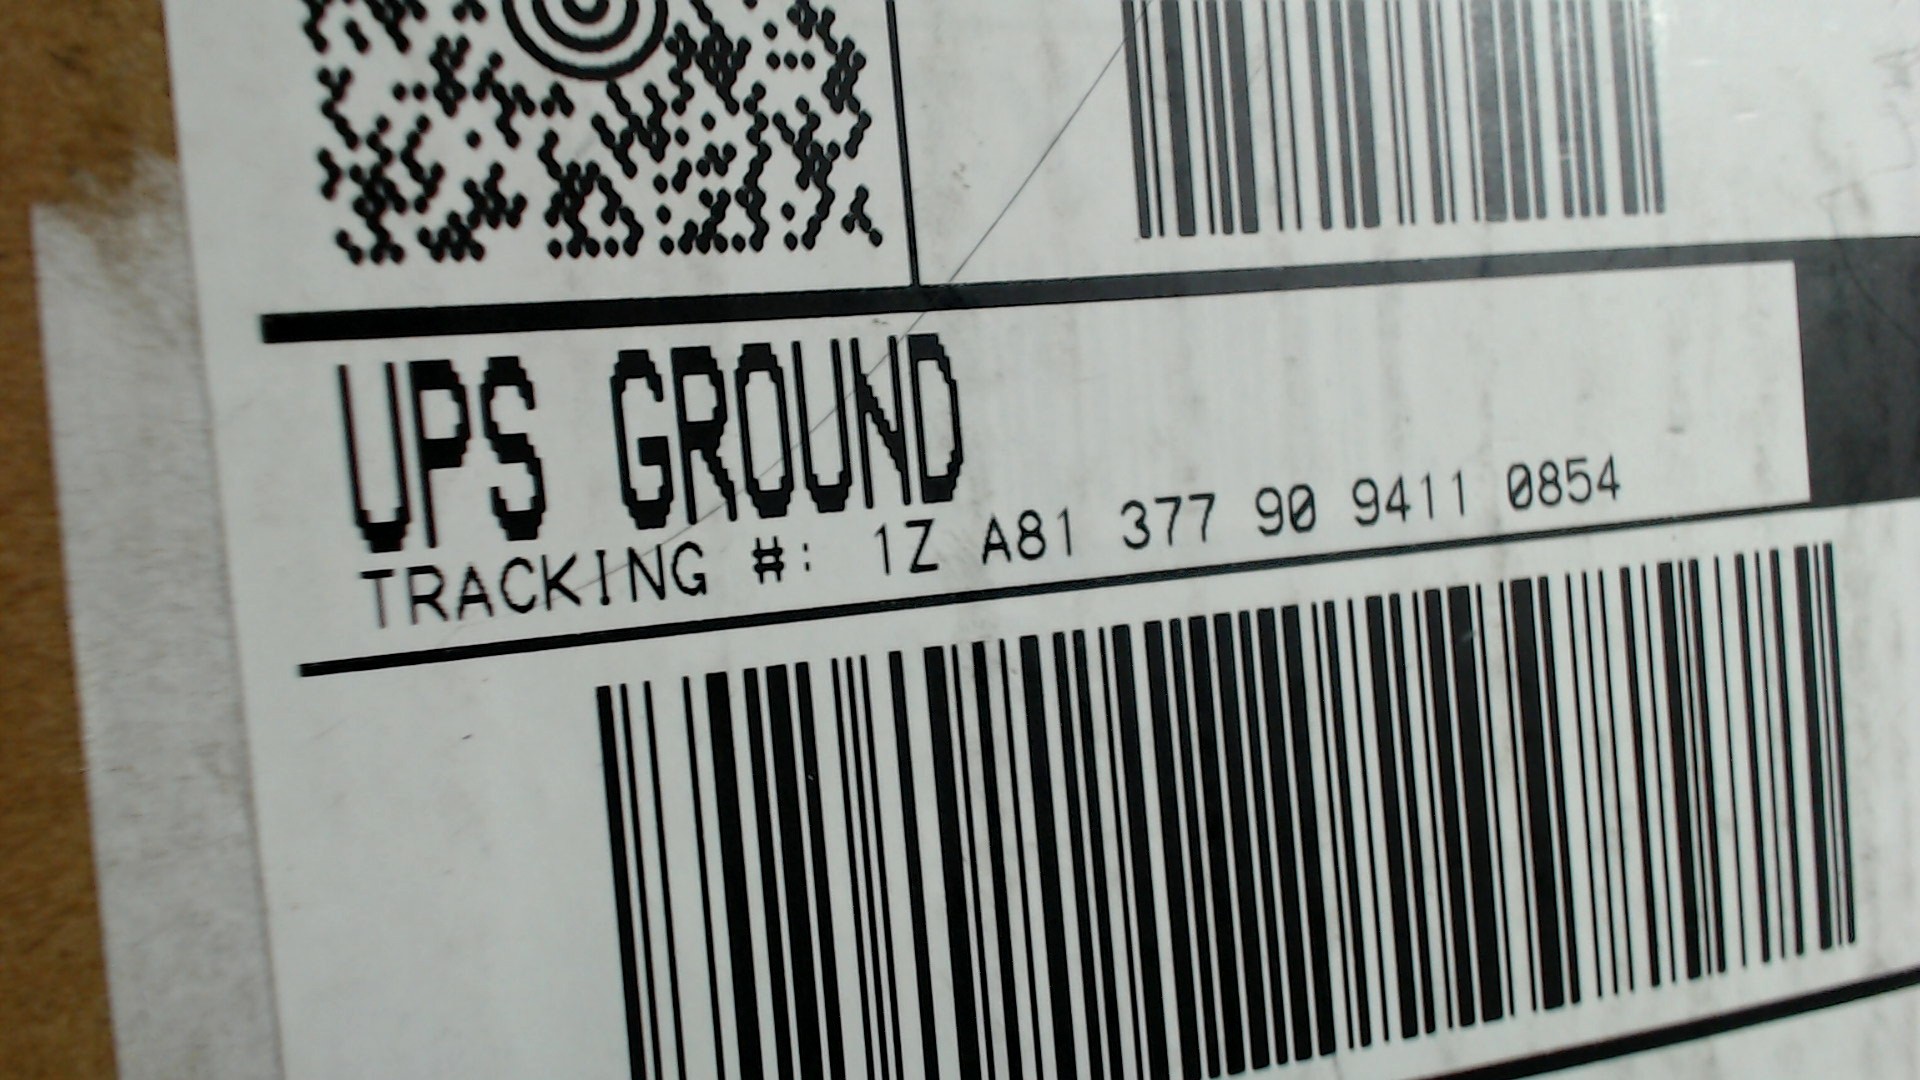 UPS GROUND
TRACKING #: 1Z A81 377 90 9411 0854